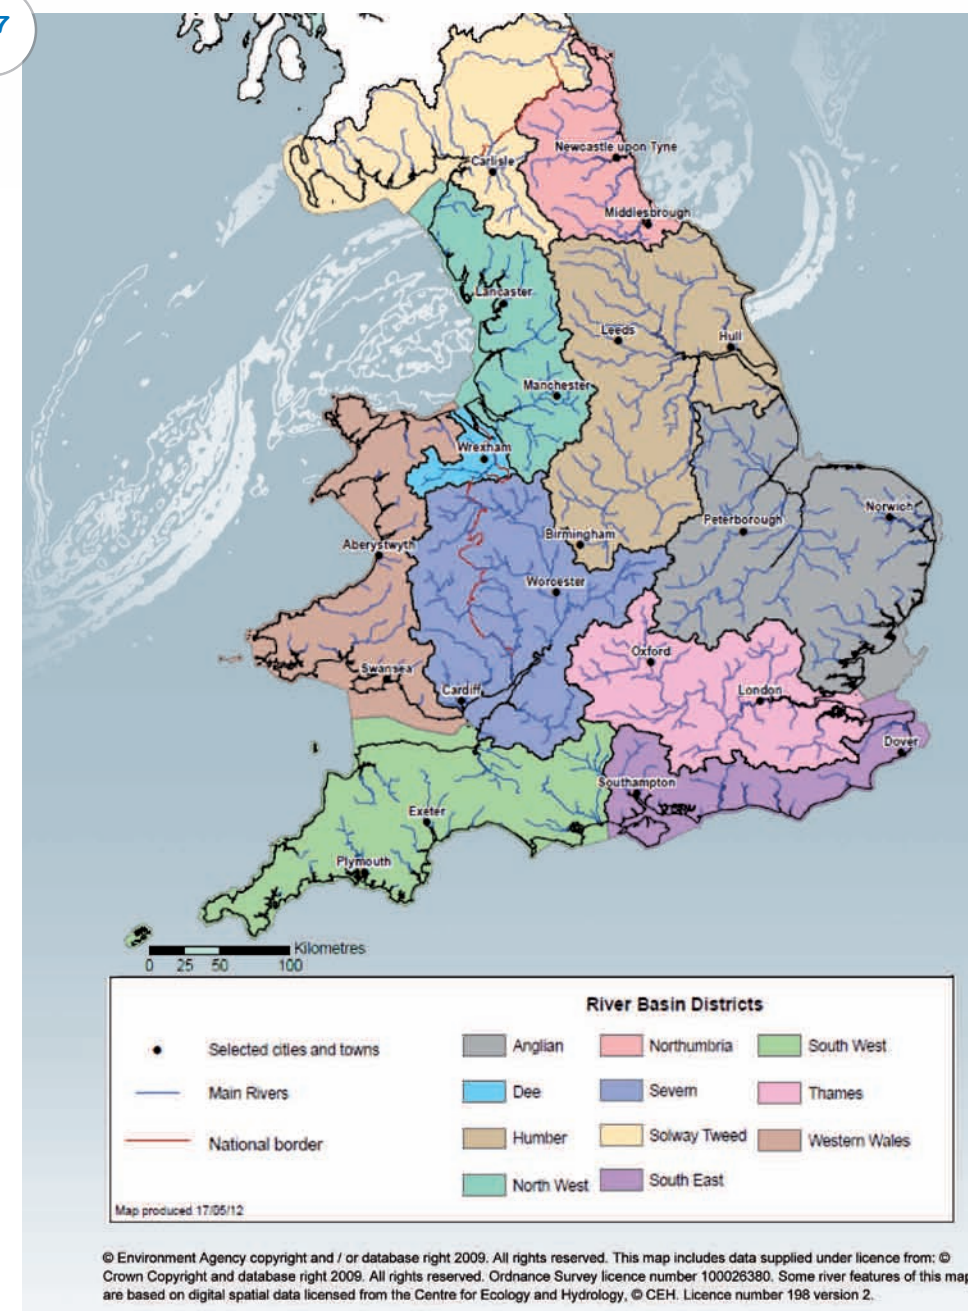 7
Newcastle upon Tyne
Carlisle
Middlesbrough
Lancaster
Leeds
Hull
Manchester
Wrexham
Norwich
Peterborough
Birmingham
Aberystwyth
Worcester
Oxford
Swansea
Cardiff
London
Dover
Southampton
Exeter
Plymouth
Kilometres
0 25 50 100
River Basin Districts
Selected cities and towns
Main Rivers
National border
Anglian
Northumbria
South West
Dee
Severn
Thames
Humber
Solway Tweed
Western Wales
North West
South East
Map produced 17/05/12
© Environment Agency copyright and / or database right 2009. All rights reserved. This map includes data supplied under licence from: ©
Crown Copyright and database right 2009. All rights reserved. Ordnance Survey licence number 100026380. Some river features of this map
are based on digital spatial data licensed from the Centre for Ecology and Hydrology, © CEH. Licence number 198 version 2.